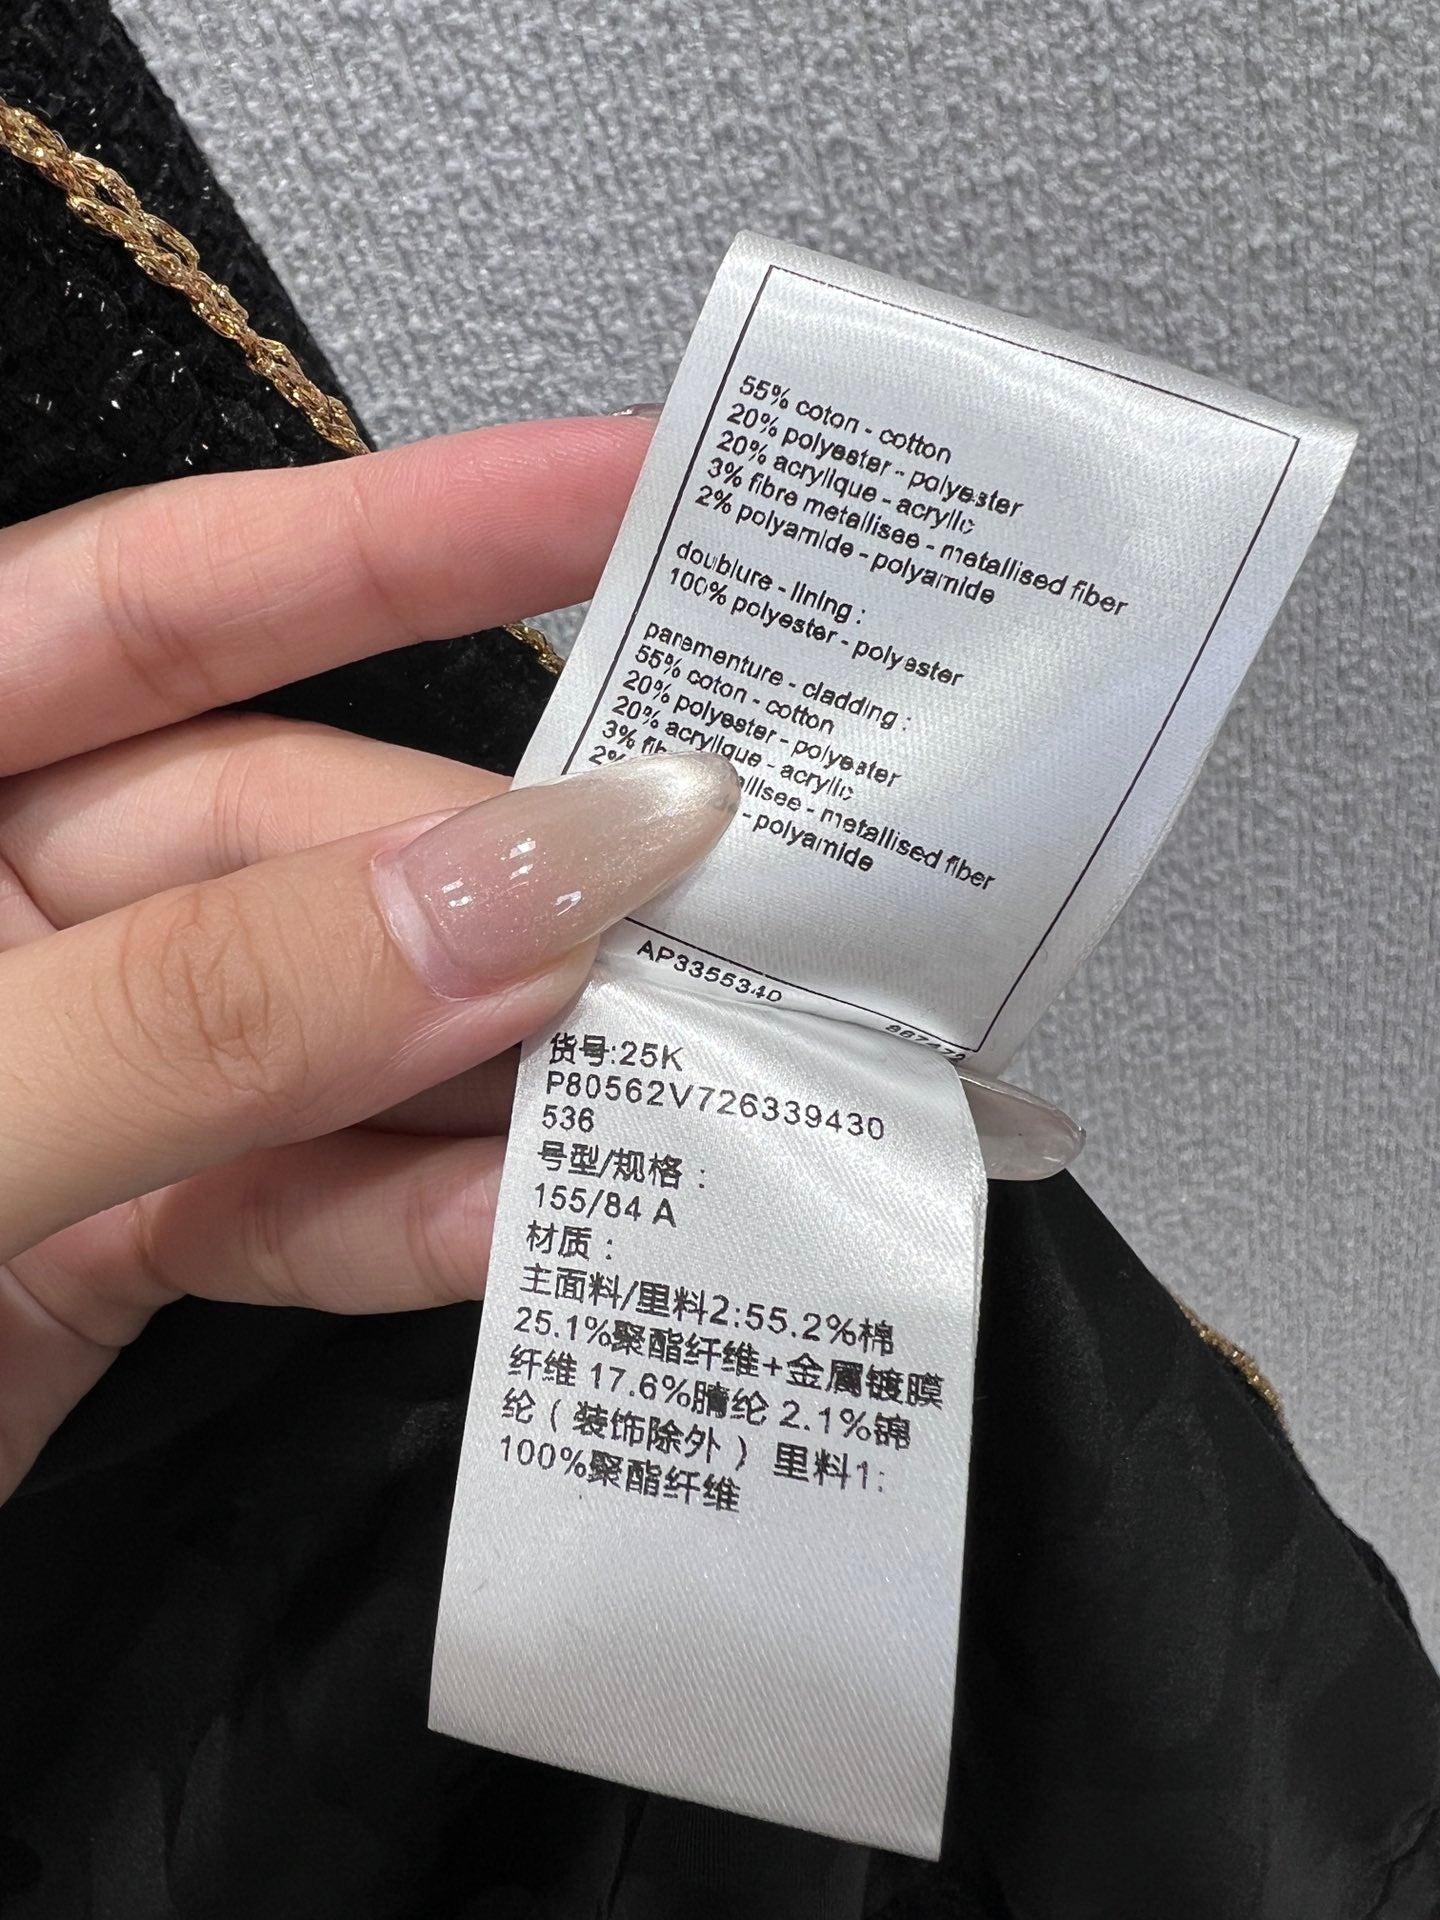 55% coton - cotton
20% polyester - polyester
20% acrylique - acrylic
3% fibre metallisee - metallised fiber
2% polyamide - polyamide
doublure - lining :
100% polyester - polyester
parementure - cladding :
55% coton - cotton
20% polyester - polyester
20% acrylique - acrylic
3% - metallised fiber
2% - polyamide
AP335534D
867472
货号:25K
P80562V726339430
536
号型/规格：
155/84 A
材质：
主面料/里料2:55.2%棉
25.1%聚酯纤维+金属镀膜
纤维 17.6%腈纶 2.1%锦
纶（装饰除外）里料1:
100%聚酯纤维